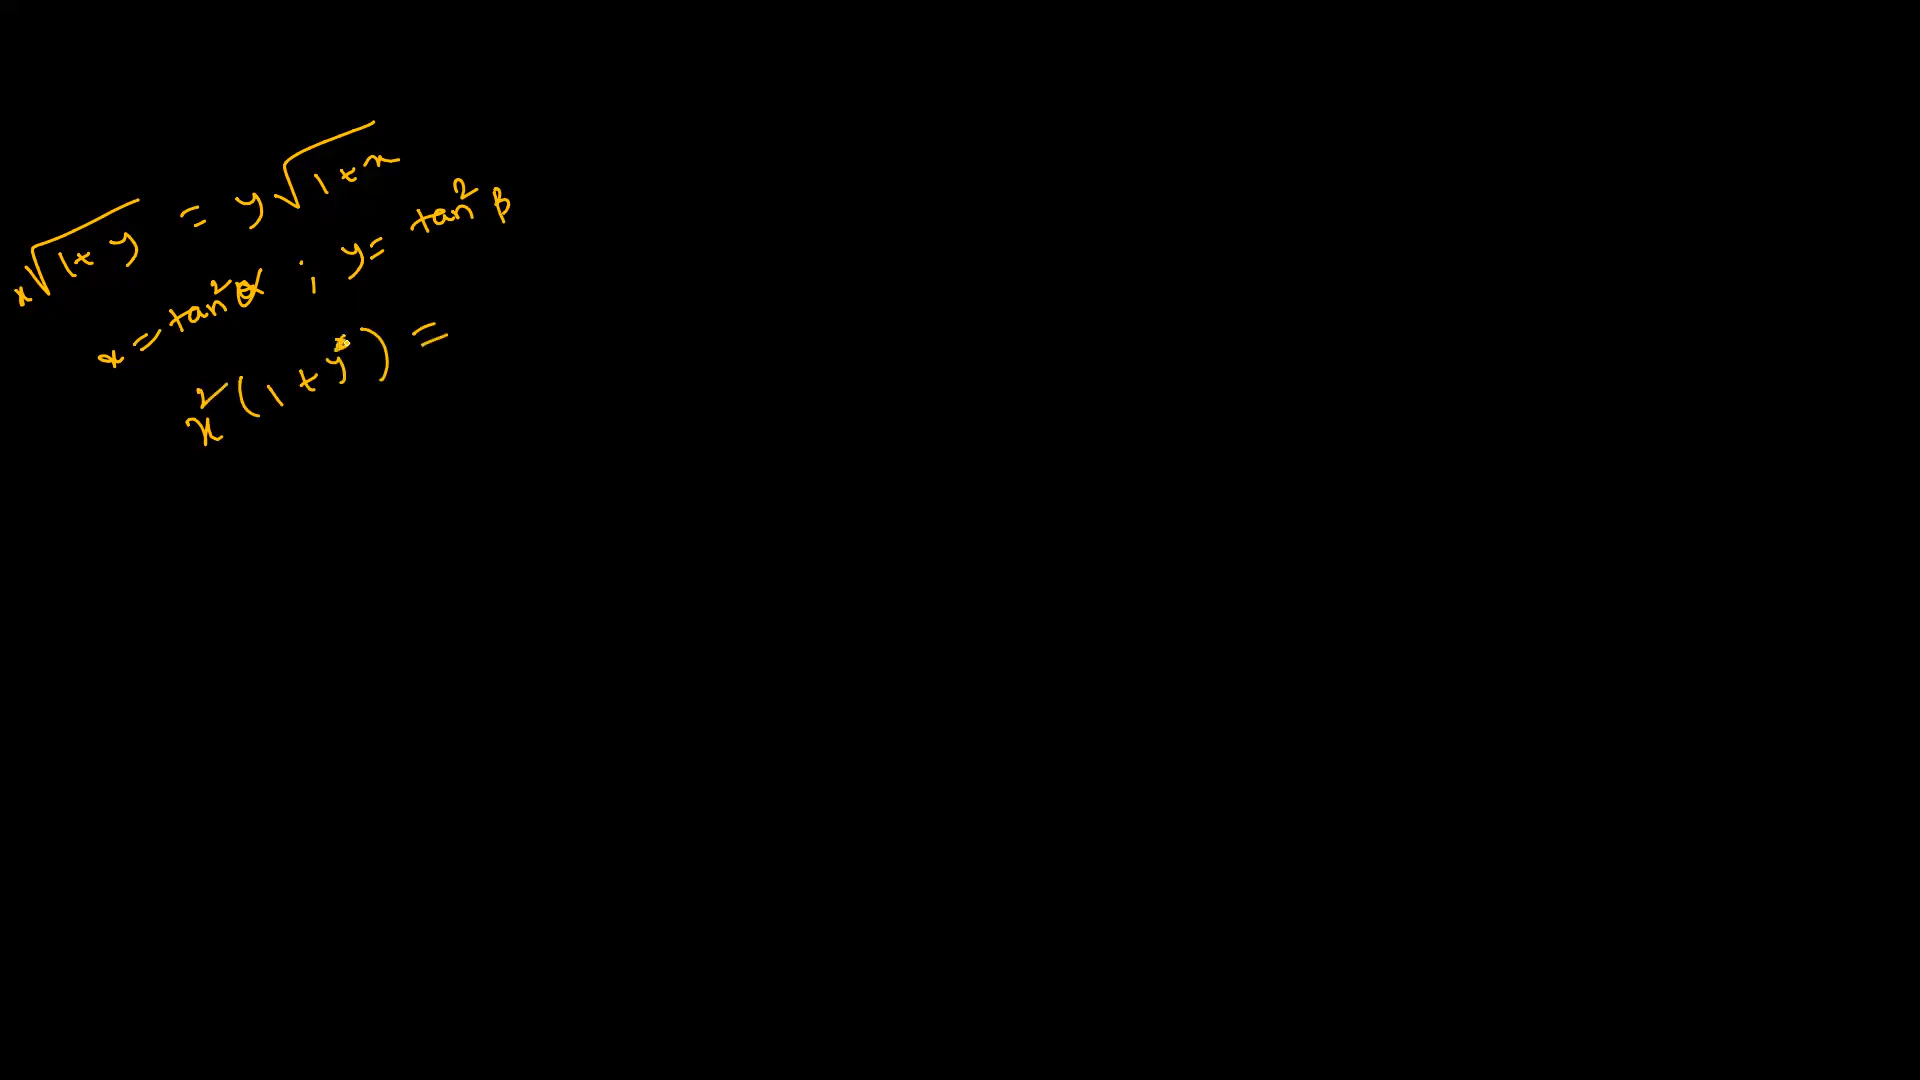 x√(1+y) = y√(1+x)
x = tan²α ; y = tan²β
x²(1+y) =